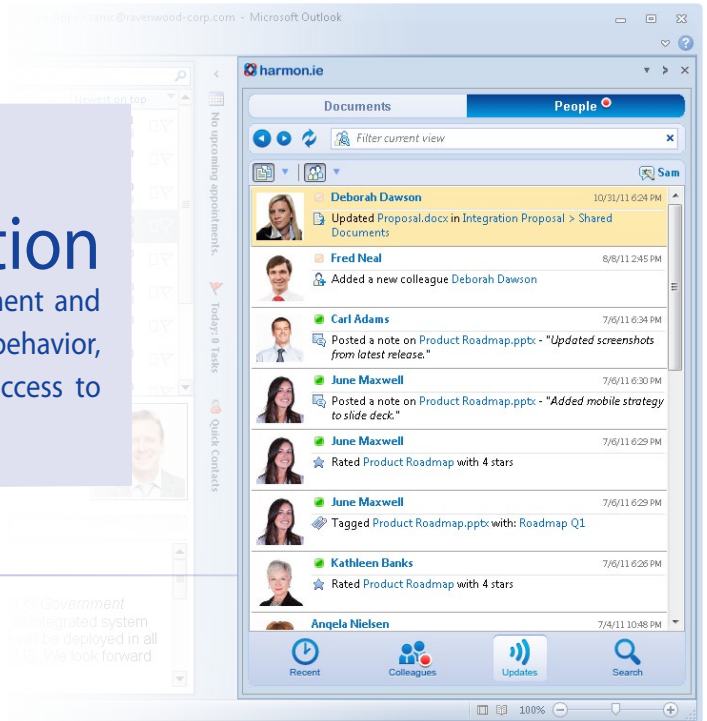 ranic@ravenwood-corp.com - Microsoft Outlook
harmon.ie
Documents
People
Filter current view
Newest on top
No upcoming appointments.
Today: 0 Tasks
Quick Contacts
Sam
tion
nent and
behavior,
ccess to
Deborah Dawson 10/31/11 6:24 PM
Updated Proposal.docx in Integration Proposal > Shared
Documents
Fred Neal 8/8/11 2:45 PM
Added a new colleague Deborah Dawson
Carl Adams 7/6/11 6:34 PM
Posted a note on Product Roadmap.pptx - "Updated screenshots
from latest release."
June Maxwell 7/6/11 6:30 PM
Posted a note on Product Roadmap.pptx - "Added mobile strategy
to slide deck."
June Maxwell 7/6/11 6:29 PM
Rated Product Roadmap with 4 stars
June Maxwell 7/6/11 6:29 PM
Tagged Product Roadmap.pptx with: Roadmap Q1
Kathleen Banks 7/6/11 6:26 PM
Rated Product Roadmap with 4 stars
Angela Nielsen 7/4/11 10:48 PM
Government
integrated system
be deployed in all
We look forward
Recent
Colleagues
Updates
Search
100%